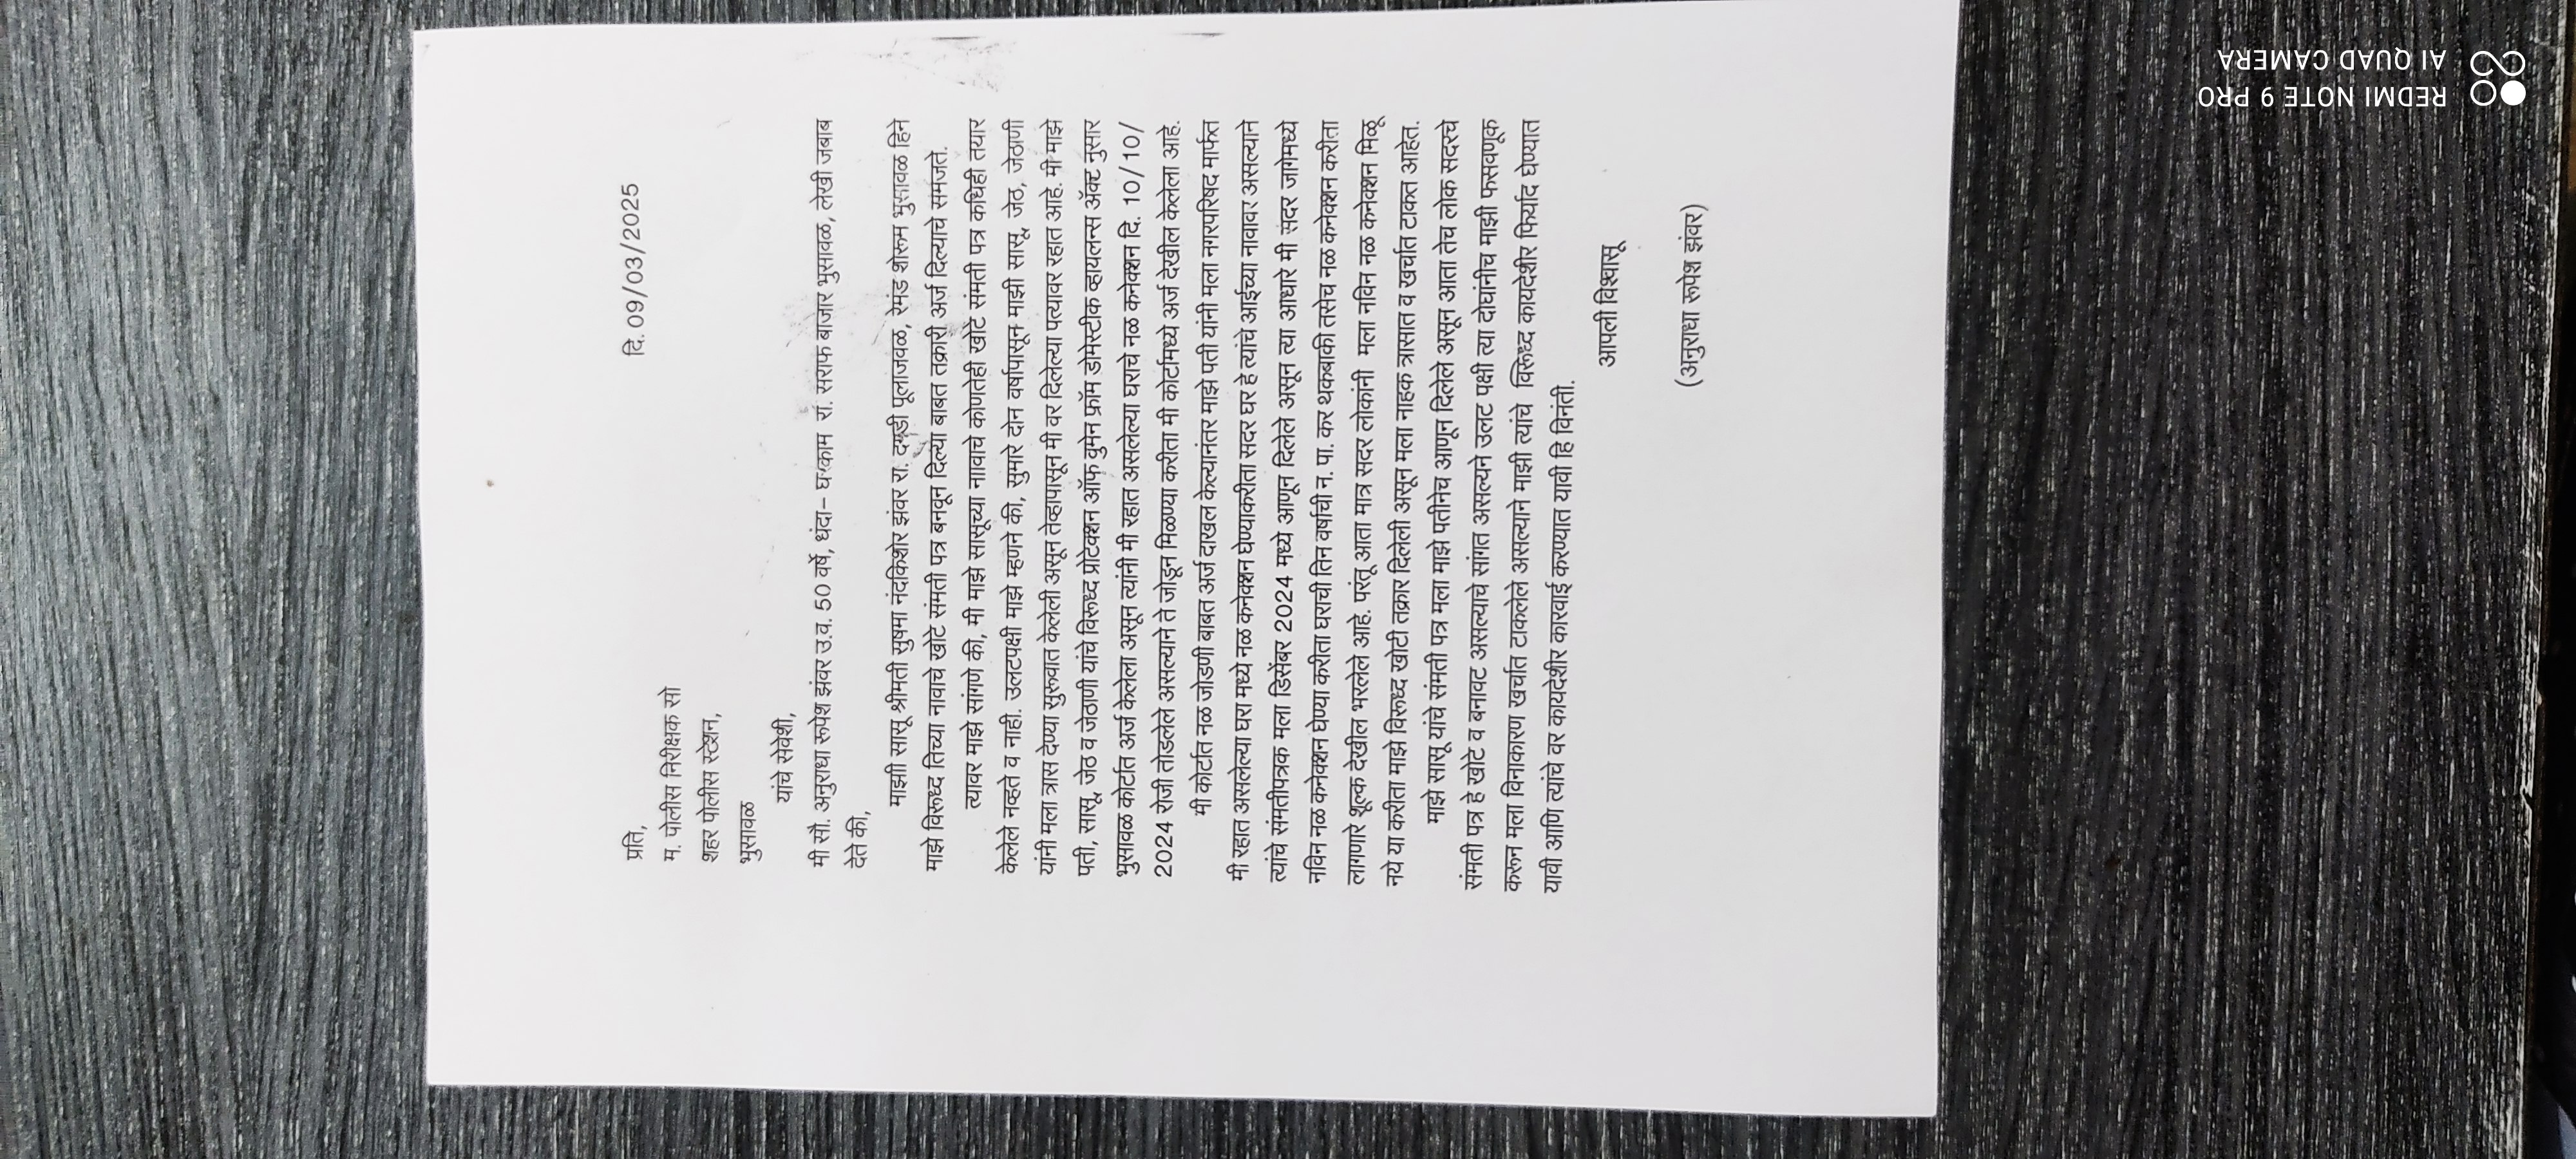 दि. 09/03/2025
प्रति,
म. पोलीस निरीक्षक सो
शहर पोलीस स्टेशन,
भुसावळ
यांचे सेवेशी,
मी सौ. अनुराधा रूपेश झंवर उ.व. 50 वर्षे, धंदा– घरकाम रा. सराफ बाजार भुसावळ, लेखी जबाब
देते की,
माझी सासू श्रीमती सुषमा नंदकिशोर झंवर रा. दगडी पुलाजवळ, रेमंड शोरूम भुसावळ हिने
माझे विरूध्द तिच्या नावाचे खोटे संमती पत्र बनवून दिल्या बाबत तक्रारी अर्ज दिल्याचे समजते.
त्यावर माझे सांगणे की, मी माझे सासुच्या नावाचे कोणतेही खोटे संमती पत्र कधिही तयार
केलेले नव्हते व नाही. उलटपक्षी माझे म्हणने की, सुमारे दोन वर्षापासून माझी सासू, जेठ, जेठाणी
यांनी मला त्रास देण्या सुरूवात केलेली असून तेव्हापासून मी वर दिलेल्या पत्यावर रहात आहे. मी माझे
पती, सासू, जेठ व जेठाणी यांचे विरूध्द प्रोटेक्शन ऑफ वुमेन फ्रॉम डोमेस्टीक व्हायलन्स ॲक्ट नुसार
भुसावळ कोर्टात अर्ज केलेला असून त्यांनी मी रहात असलेल्या घराचे नळ कनेक्शन दि. 10/10/
2024 रोजी तोडलेले असल्याने ते जोडून मिळण्या करीता मी कोर्टामध्ये अर्ज देखील केलेला आहे.
मी कोर्टात नळ जोडणी बाबत अर्ज दाखल केल्यानंतर माझे पती यांनी मला नगरपरिषद मार्फत
मी रहात असलेल्या घरा मध्ये नळ कनेक्शन घेण्याकरीता सदर घर हे त्यांचे आईच्या नावावर असल्याने
त्यांचे संमतीपत्रक मला डिसेंबर 2024 मध्ये आणून दिलेले असून त्या आधारे मी संदर जागेमध्ये
नविन नळ कनेक्शन घेण्या करीता घराची तिन वर्षाची न. पा. कर थकबाकी तसेच नळ कनेक्शन करीता
लागणारे शुल्क देखील भरलेले आहे. परंतू आता मात्र सदर लोकांनी मला नविन नळ कनेक्शन मिळू
नये या करीता माझे विरूध्द खोटी तक्रार दिलेली असून मला नाहक त्रासात व खर्चात टाकत आहेत.
माझे सासू यांचे संमती पत्र मला माझे पतीनेच आणून दिलेले असून आता तेच लोक सदरचे
संमती पत्र हे खोटे व बनावट असल्याचे सांगत असल्यने उलट पक्षी त्या दोघांनीच माझी फसवणूक
करून मला विनाकारण खर्चात टाकलेले असल्याने माझी त्यांचे विरूध्द कायदेशीर फिर्याद घेण्यात
यावी आणि त्यांचे वर कायदेशीर कारवाई करण्यात यावी हि विनंती.
आपली विश्वासू
(अनुराधा रूपेश झंवर)
REDMI NOTE 9 PRO
AI QUAD CAMERA